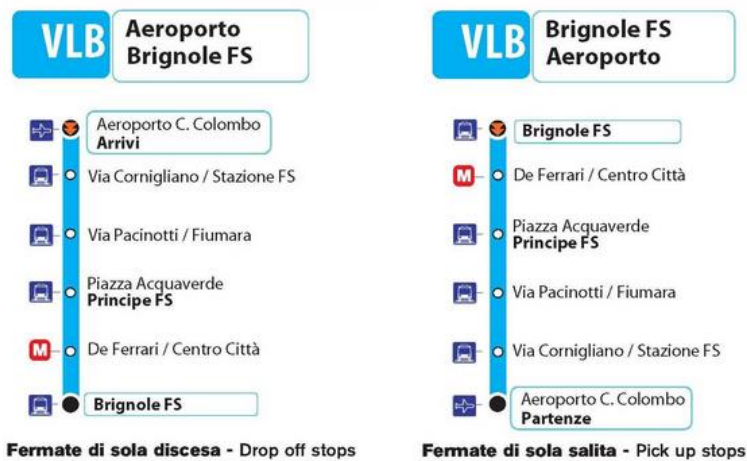 VLB
Aeroporto
Brignole FS
Aeroporto C. Colombo
Arrivi
Via Cornigliano / Stazione FS
Via Pacinotti / Fiumara
Piazza Acquaverde
Principe FS
M
De Ferrari / Centro Città
Brignole FS
Fermate di sola discesa - Drop off stops
VLB
Brignole FS
Aeroporto
Brignole FS
M
De Ferrari / Centro Città
Piazza Acquaverde
Principe FS
Via Pacinotti / Fiumara
Via Cornigliano / Stazione FS
Aeroporto C. Colombo
Partenze
Fermate di sola salita - Pick up stops